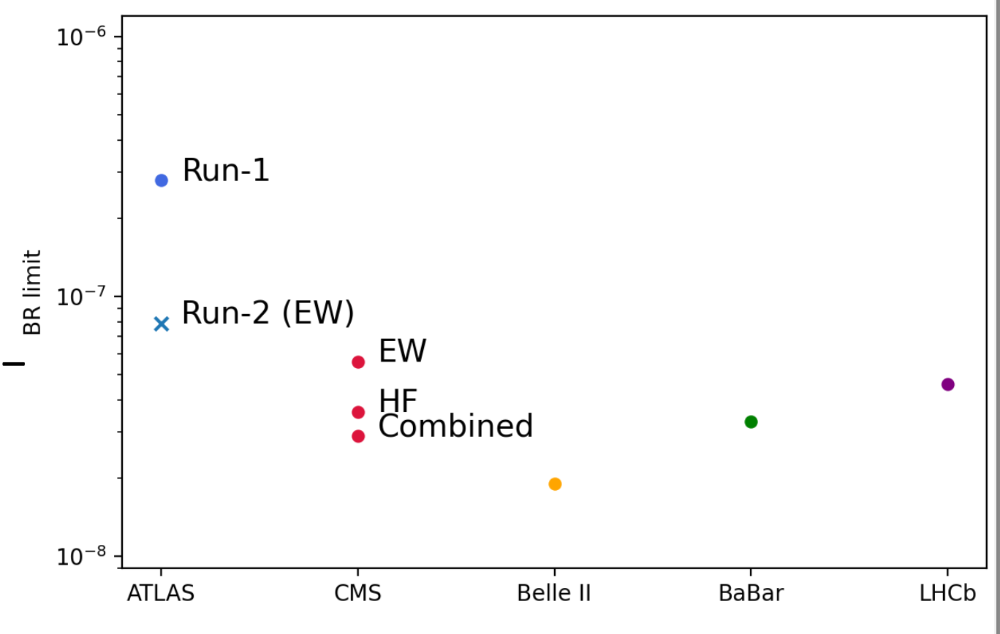 10⁻⁶
Run-1
BR limit
10⁻⁷
Run-2 (EW)
EW
HF
Combined
10⁻⁸
ATLAS CMS Belle II BaBar LHCb